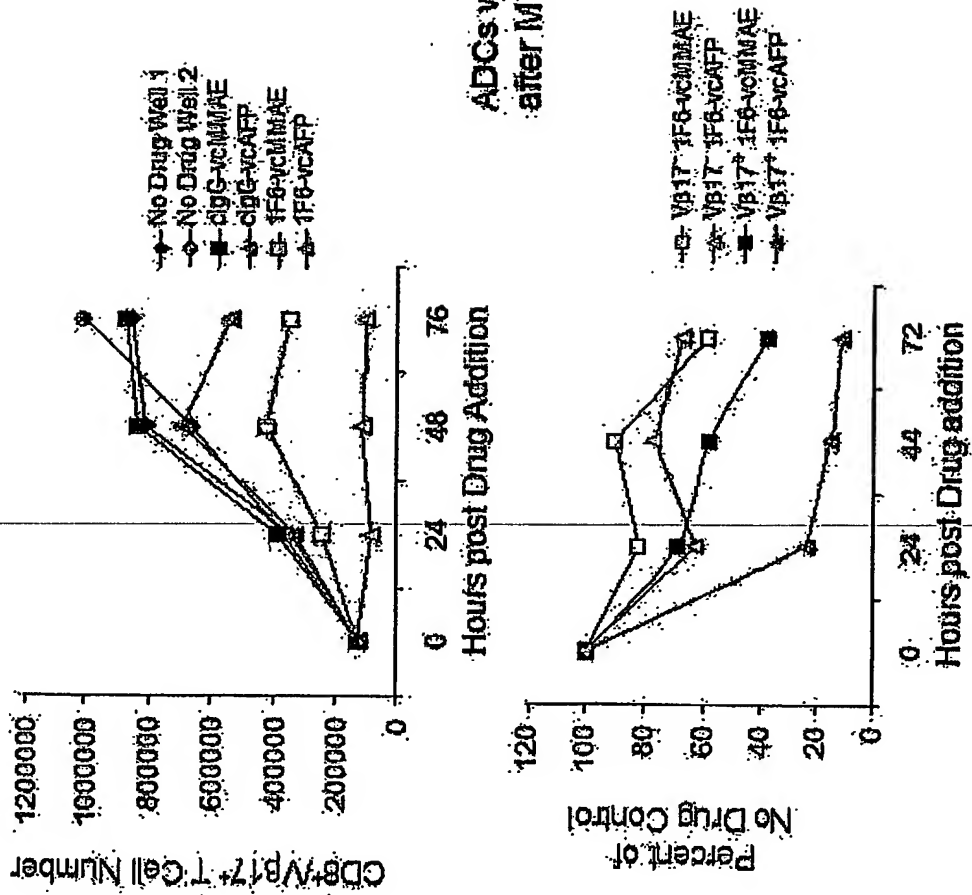 ADCs
after M
CD8⁺/Vβ17⁺ T Cell Number
1200000
1000000
800000
600000
400000
200000
0
0 24 48 76
Hours post Drug Addition
No Drug Well 1
No Drug Well 2
cIgG-vcMMAE
cIgG-vcAFP
1F6-vcMMAE
1F6-vcAFP
Percent of
No Drug Control
120
100
80
60
40
20
0
0 24 44 72
Hours post Drug addition
Vβ17⁻ 1F6-vcMMAE
Vβ17⁻ 1F6-vcAFP
Vβ17⁺ 1F6-vcMMAE
Vβ17⁺ 1F6-vcAFP